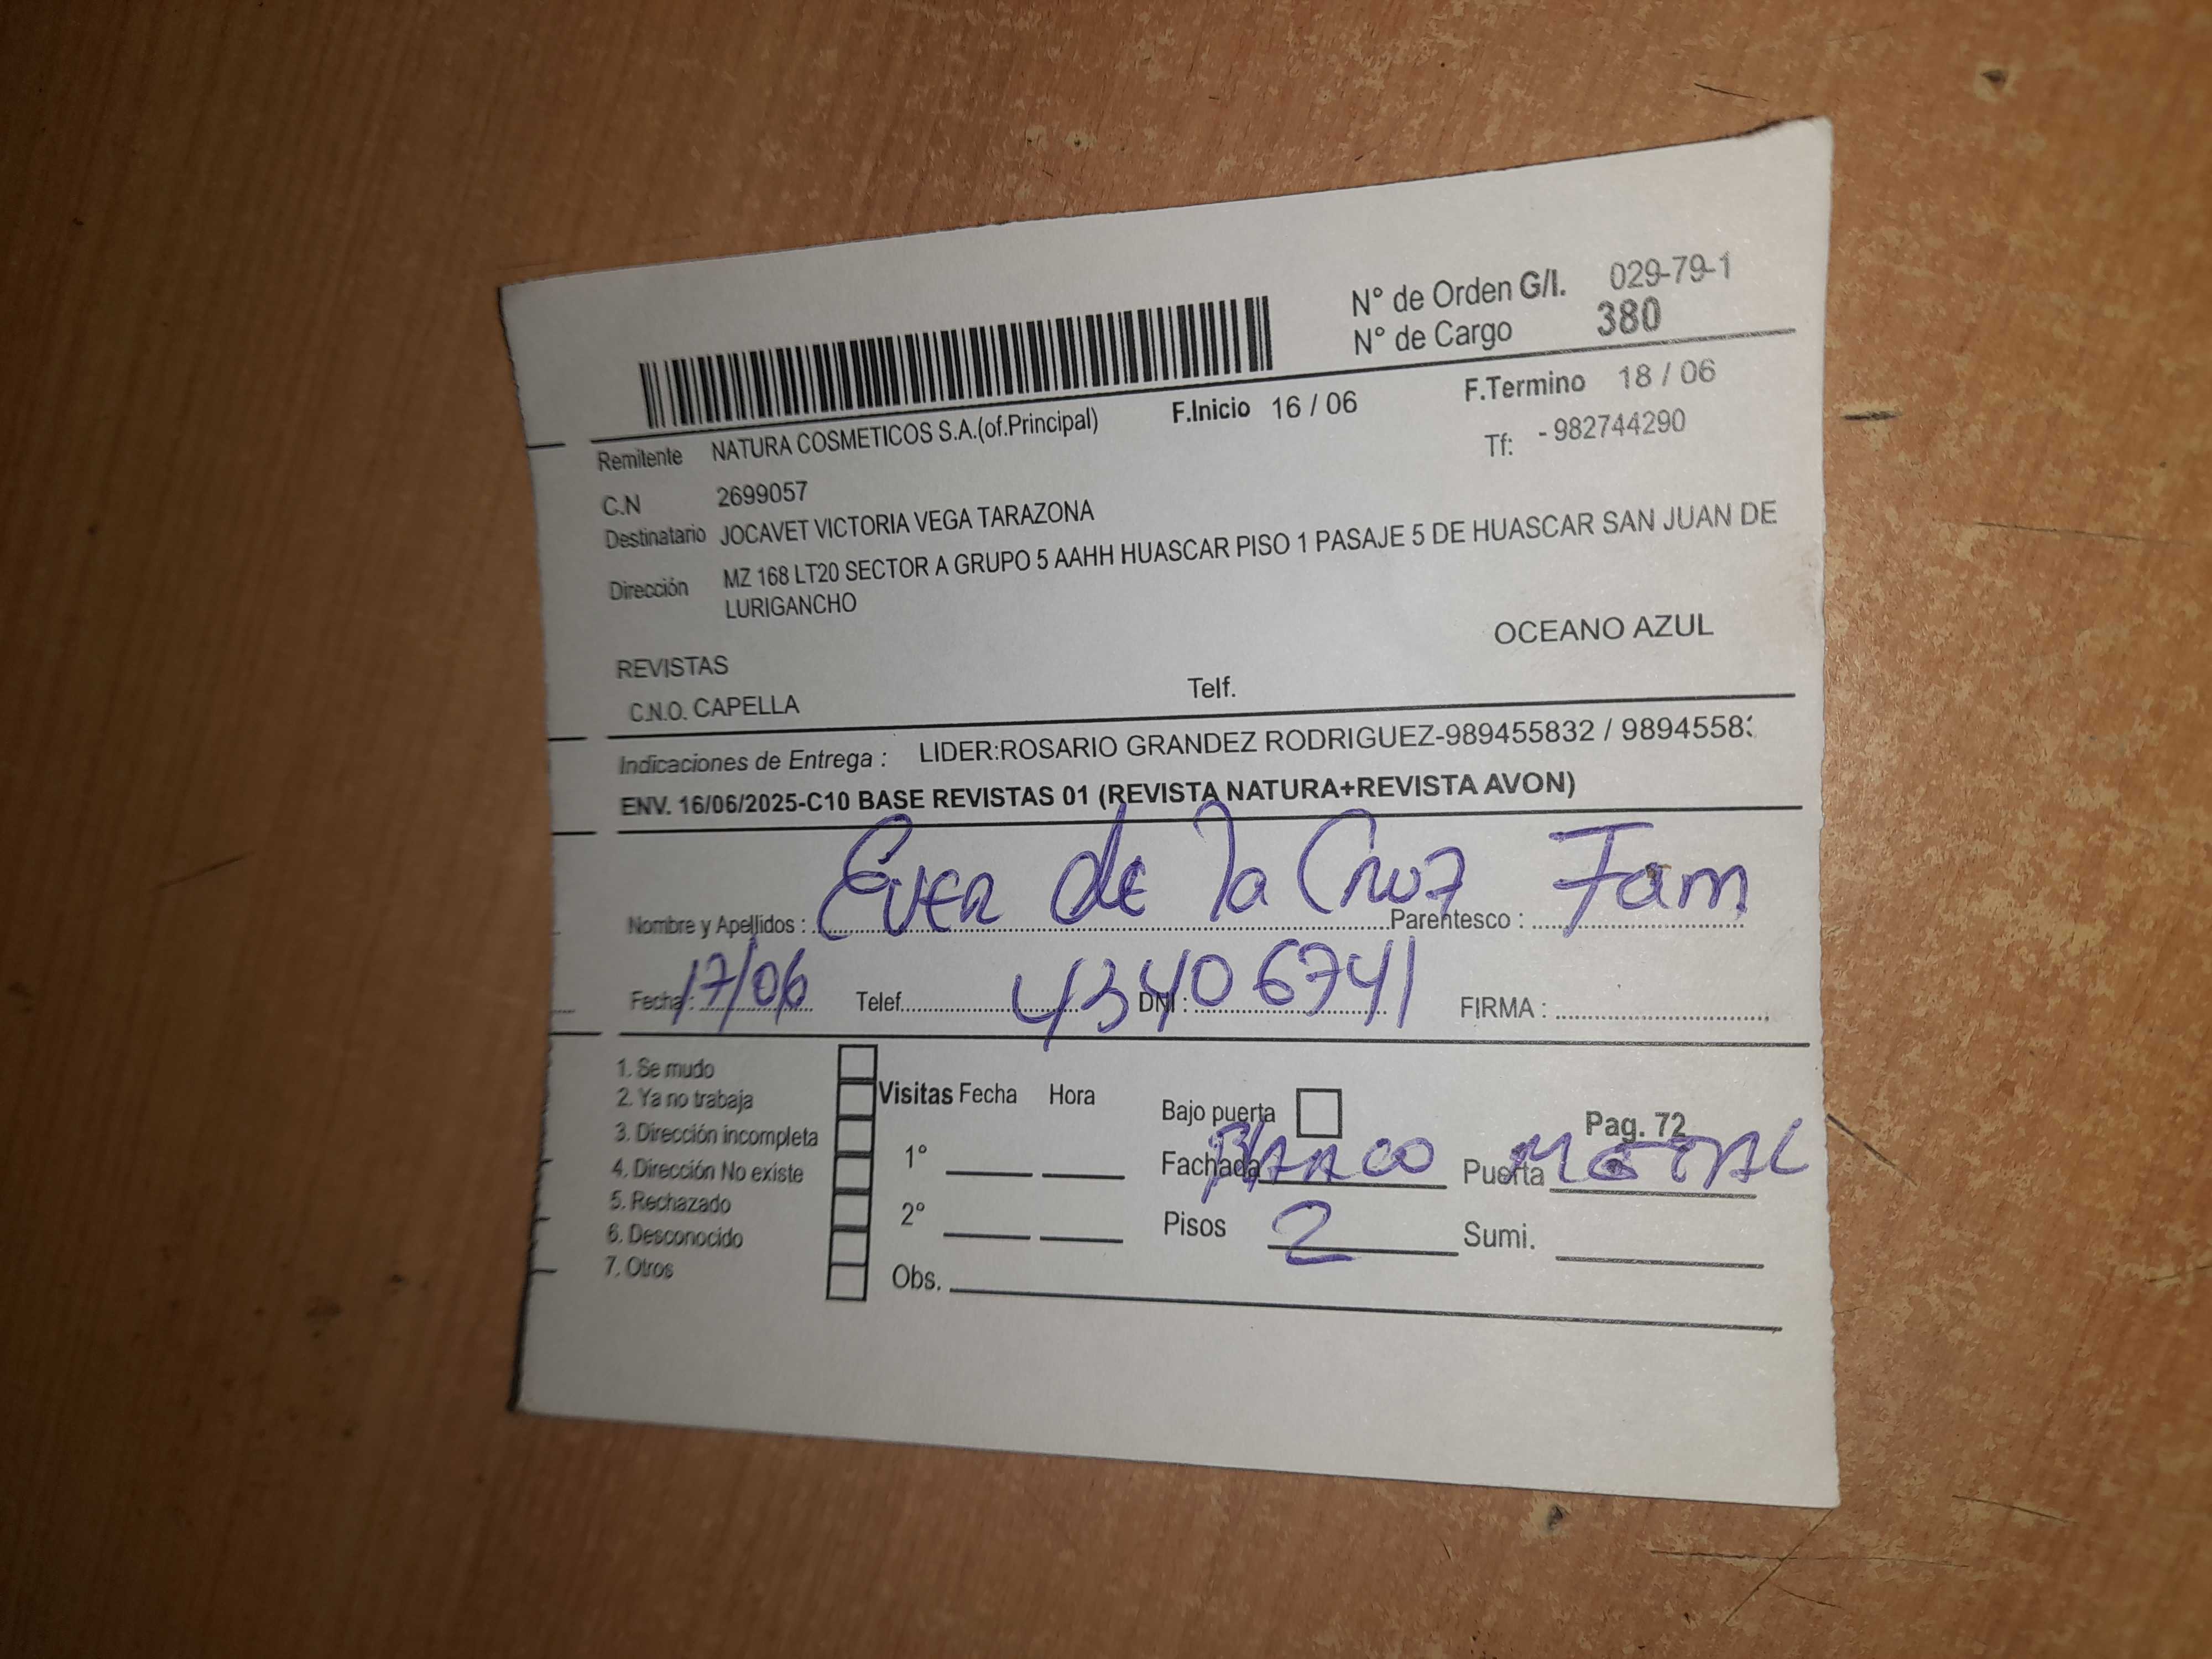 N° de Orden G/I. 029-79-1
N° de Cargo 380
F.Inicio 16 / 06 F.Termino 18 / 06
Remitente NATURA COSMETICOS S.A.(of.Principal) Tf: - 982744290
C.N 2699057
Destinatario JOCAVET VICTORIA VEGA TARAZONA
Dirección MZ 168 LT20 SECTOR A GRUPO 5 AAHH HUASCAR PISO 1 PASAJE 5 DE HUASCAR SAN JUAN DE
LURIGANCHO
OCEANO AZUL
REVISTAS
C.N.O. CAPELLA Telf.
Indicaciones de Entrega : LIDER:ROSARIO GRANDEZ RODRIGUEZ-989455832 / 98945583
ENV. 16/06/2025-C10 BASE REVISTAS 01 (REVISTA NATURA+REVISTA AVON)
Nombre y Apellidos : Ever de la Cruz Parentesco : Fam
Fecha : 17/06 Telef. DNI : 43406741 FIRMA :
1. Se mudo
2. Ya no trabaja
3. Dirección incompleta
4. Dirección No existe
5. Rechazado
6. Desconocido
7. Otros
Visitas Fecha Hora
1°
2°
Obs.
Bajo puerta Pag. 72
Fachada BLANCO Puerta METAL
Pisos 2 Sumi.